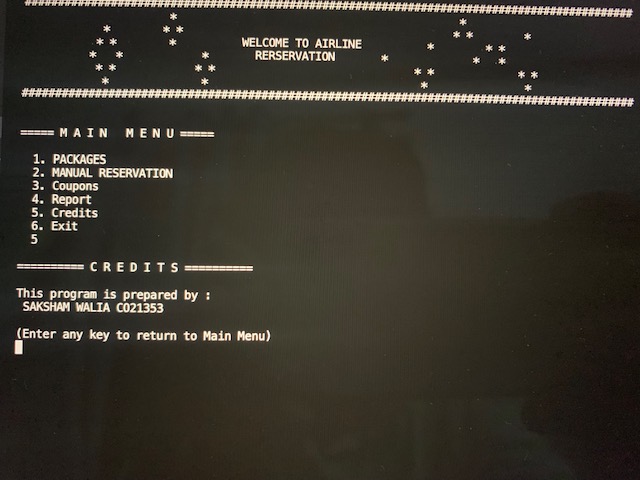 WELCOME TO AIRLINE
RERSERVATION
===== M A I N   M E N U =====
1. PACKAGES
2. MANUAL RESERVATION
3. Coupons
4. Report
5. Credits
6. Exit
5
========== C R E D I T S ==========
This program is prepared by :
SAKSHAM WALIA CO21353
(Enter any key to return to Main Menu)